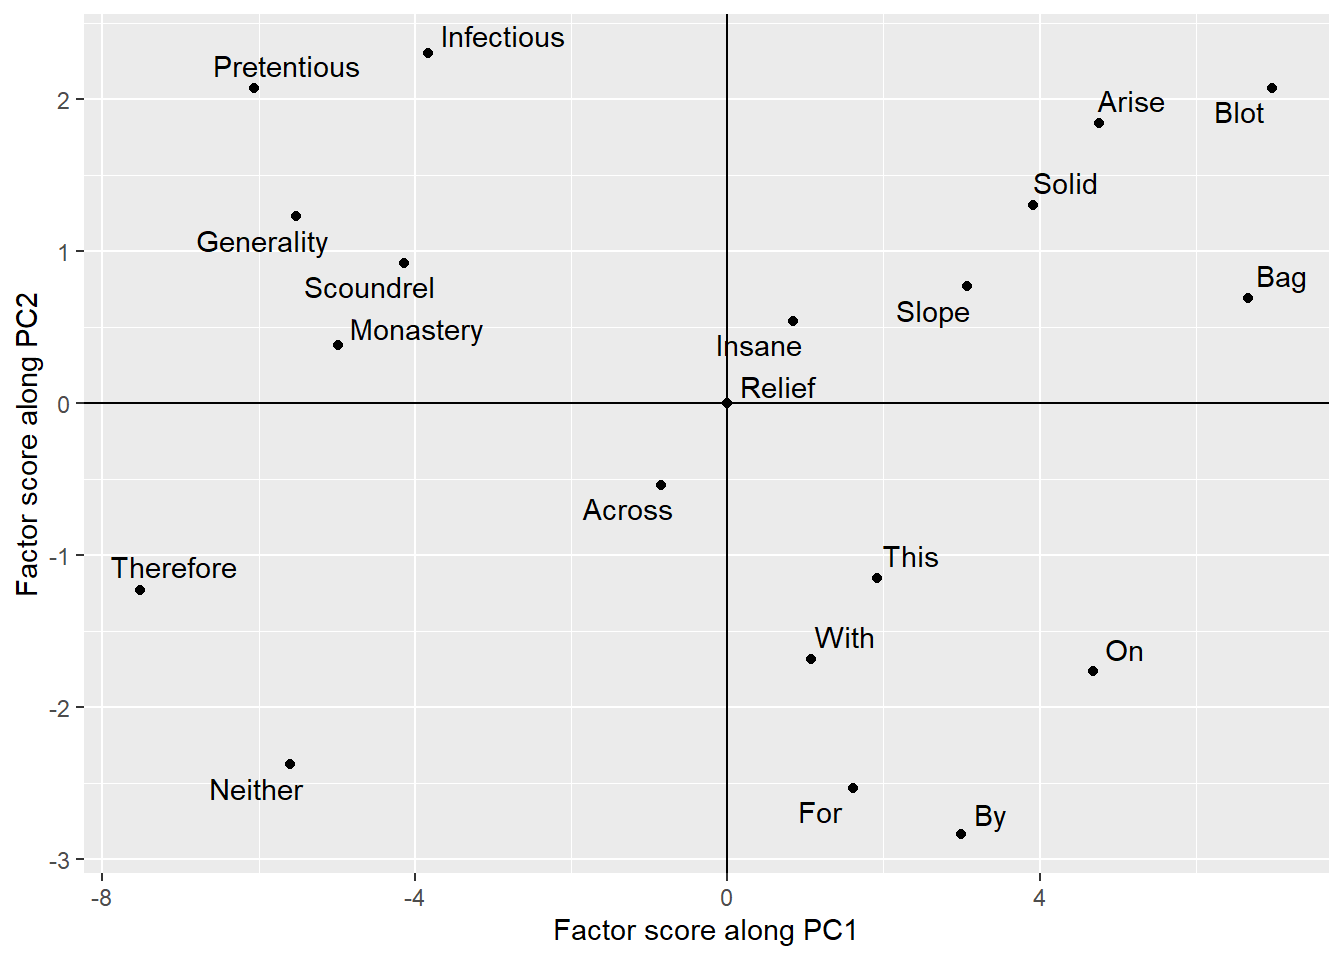 Infectious
Pretentious
2
Arise
Blot
Solid
Generality
1
Bag
Scoundrel
Slope
Monastery
Insane
Relief
0
Across
Therefore
-1
This
With
On
-2
Neither
For
By
-3
-8
-4
0
4
Factor score along PC1
Factor score along PC2